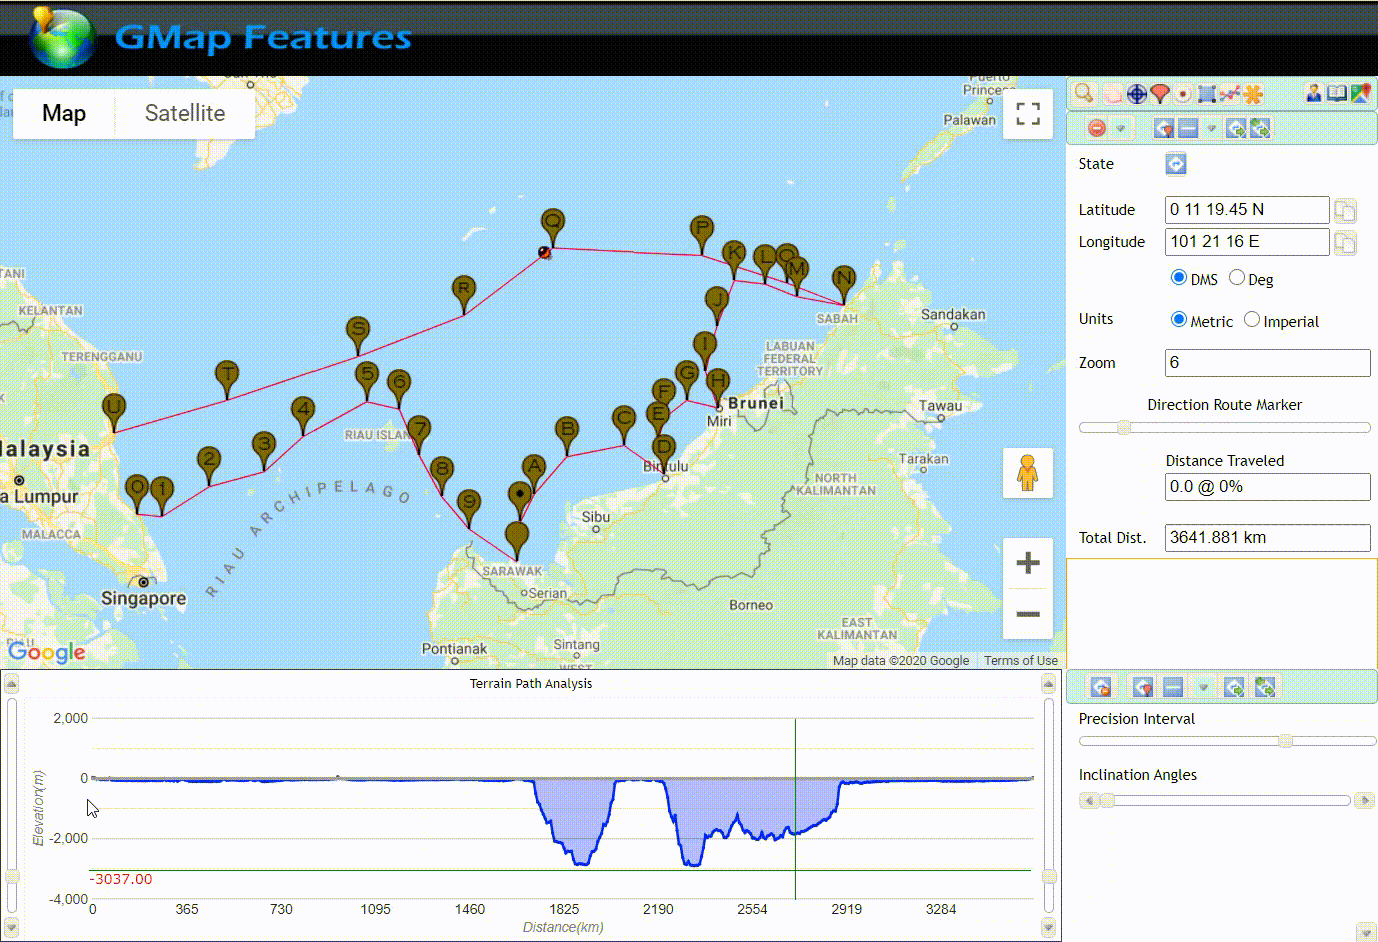 GMap Features
Map
Satellite
Puerto
Princesa
Palawan
KELANTAN
TERENGGANU
Malaysia
Kuala Lumpur
MALACCA
Singapore
RIAU ISLAN
RIAU ARCHIPELAGO
SARAWAK
Serian
Sibu
Bintulu
Miri
Brunei
LABUAN
FEDERAL
TERRITORY
SABAH
Sandakan
Tawau
Tarakan
NORTH
KALIMANTAN
Borneo
EAST
KALIMANTAN
Pontianak
Sintang
WEST
0
1
2
3
4
5
6
7
8
9
A
B
C
D
E
F
G
H
I
J
K
L
M
N
O
P
Q
R
S
T
U
Google
Map data ©2020 Google
Terms of Use
State
Latitude
0 11 19.45 N
Longitude
101 21 16 E
DMS
Deg
Units
Metric
Imperial
Zoom
6
Direction Route Marker
Distance Traveled
0.0 @ 0%
Total Dist.
3641.881 km
Terrain Path Analysis
Elevation(m)
2,000
0
-2,000
-3037.00
-4,000
0 365 730 1095 1460 1825 2190 2554 2919 3284
Distance(km)
Precision Interval
Inclination Angles